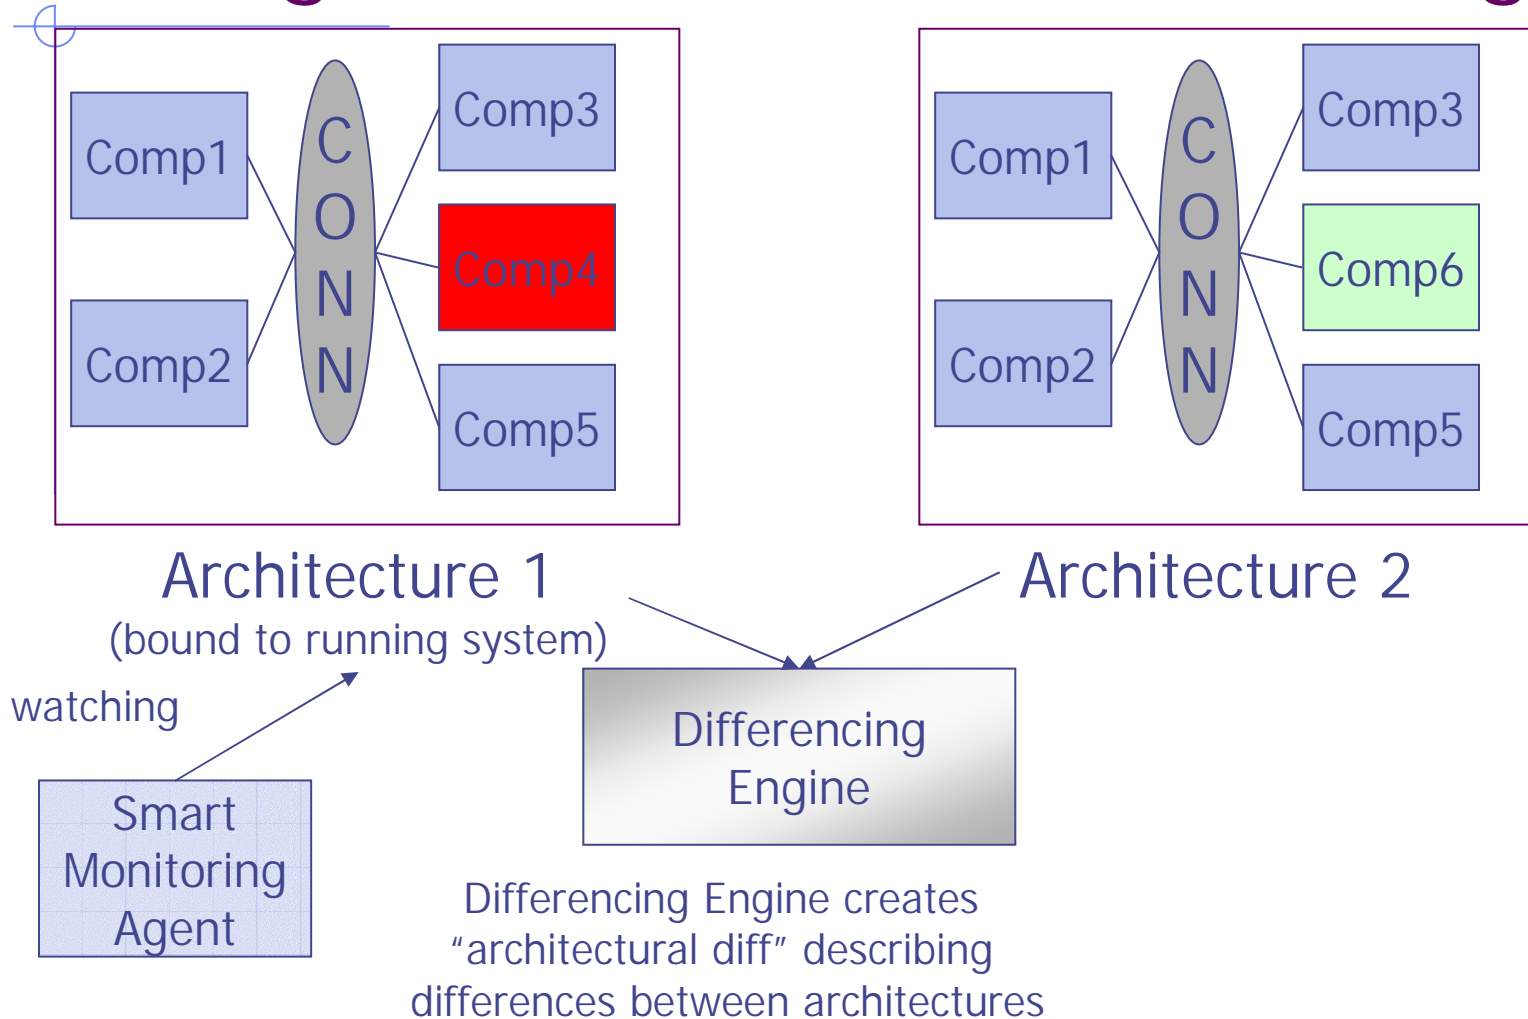 Comp1
Comp2
C
O
N
N
Comp3
Comp4
Comp5
Comp1
Comp2
C
O
N
N
Comp3
Comp6
Comp5
Architecture 1
(bound to running system)
Architecture 2
watching
Smart
Monitoring
Agent
Differencing
Engine
Differencing Engine creates
“architectural diff” describing
differences between architectures